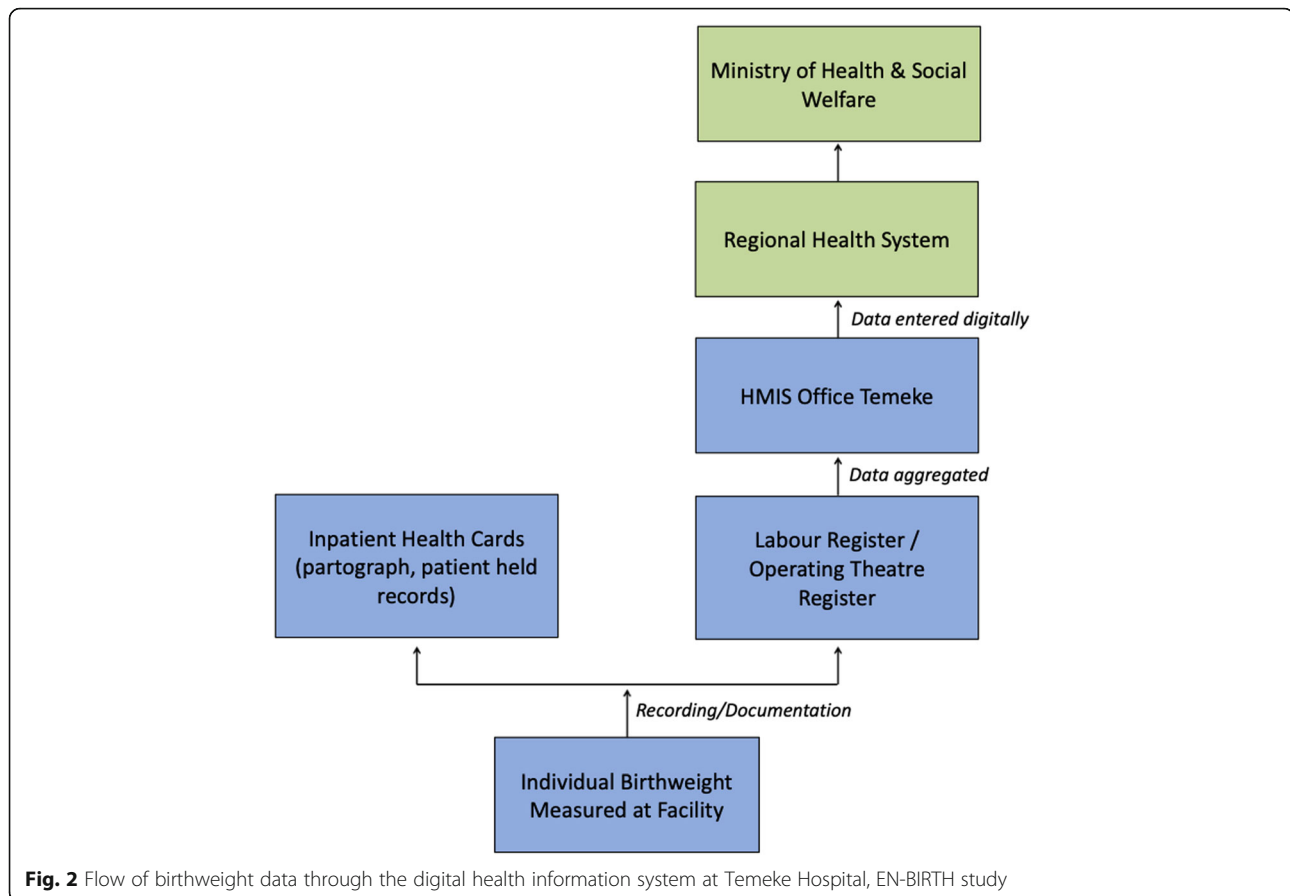 Ministry of Health & Social
Welfare
Regional Health System
Data entered digitally
HMIS Office Temeke
Data aggregated
Inpatient Health Cards
(partograph, patient held
records)
Labour Register /
Operating Theatre
Register
Recording/Documentation
Individual Birthweight
Measured at Facility
Fig. 2 Flow of birthweight data through the digital health information system at Temeke Hospital, EN-BIRTH study